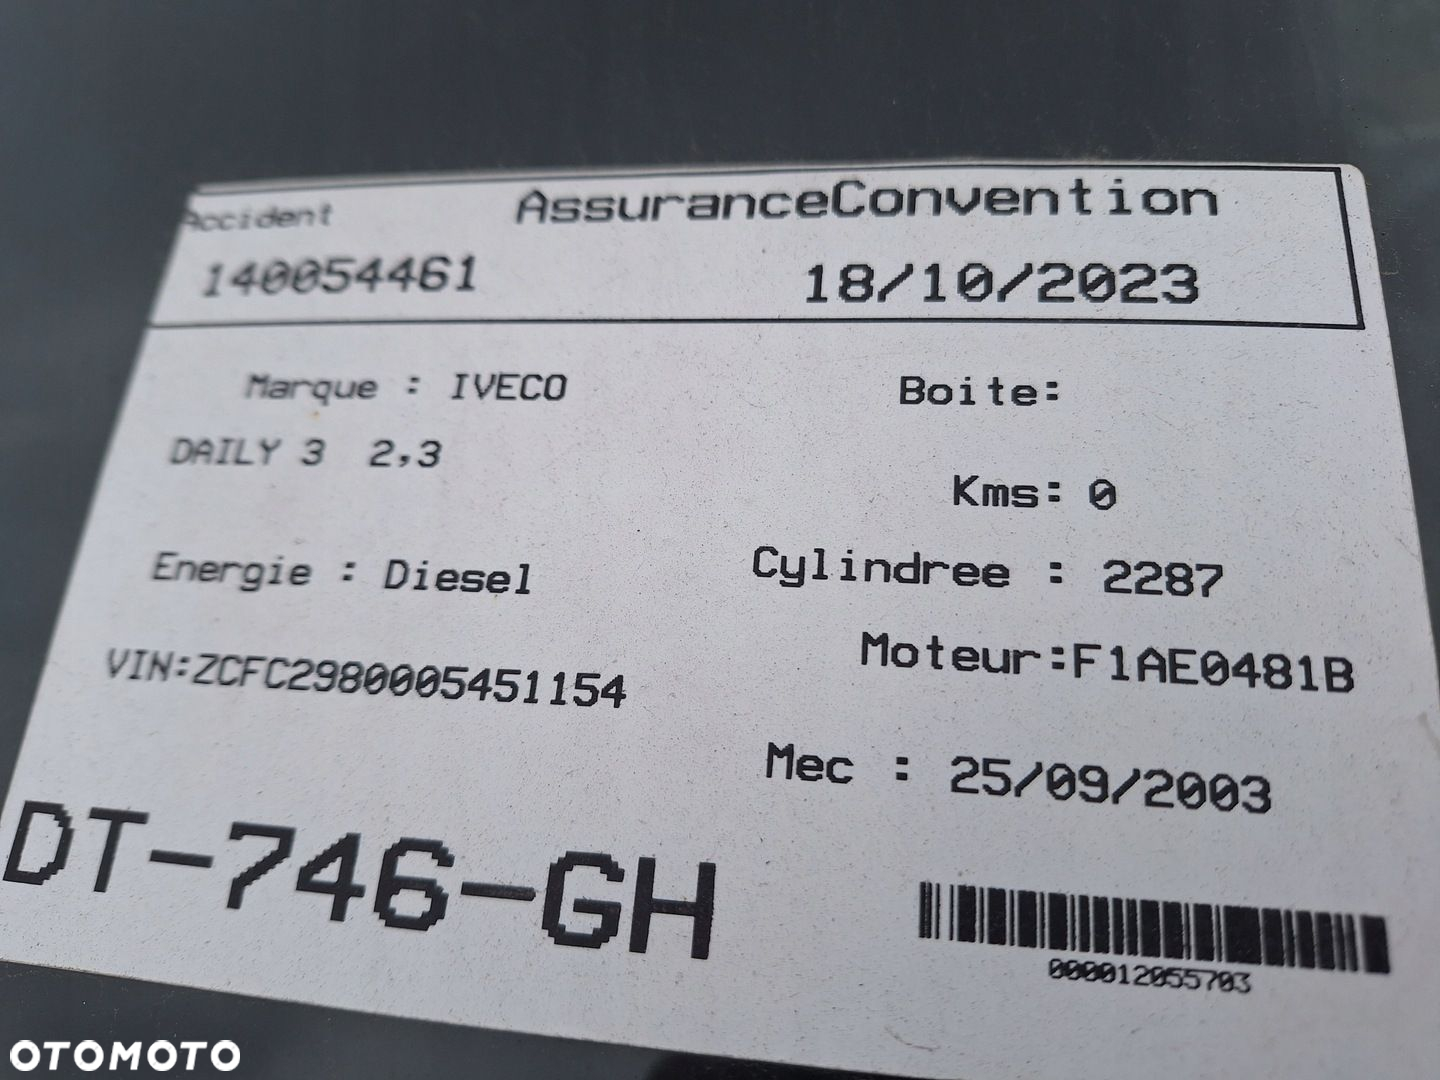 Accident AssuranceConvention
140054461 18/10/2023
Marque : IVECO Boite:
DAILY 3 2,3
Kms: 0
Energie : Diesel Cylindree : 2287
VIN:ZCFC2980005451154 Moteur:F1AE0481B
Mec : 25/09/2003
DT-746-GH
000012055703
OTOMOTO